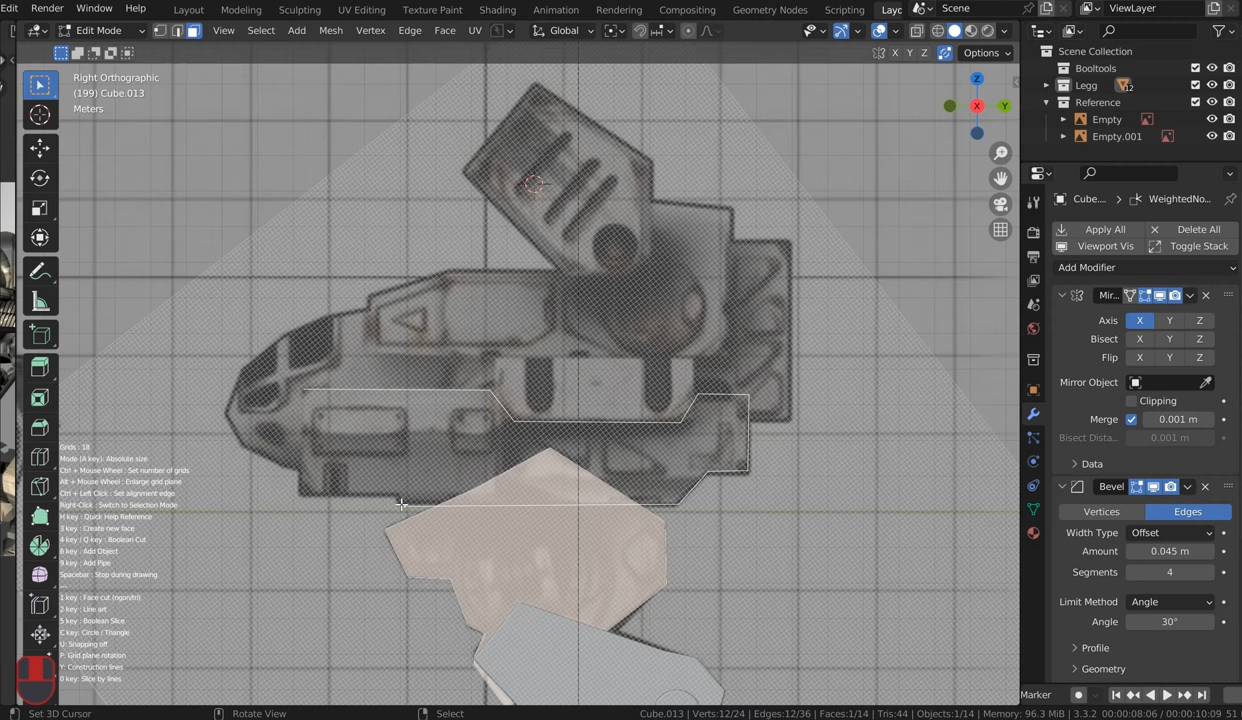 Edit Render Window Help
Layout Modeling Sculpting UV Editing Texture Paint Shading Animation Rendering Compositing Geometry Nodes Scripting Layc
Scene
ViewLayer
Edit Mode
View Select Add Mesh Vertex Edge Face UV
Global
X Y Z
Options
Right Orthographic
(199) Cube.013
Meters
Z
X
Y
Grids : 18
Mode (A key): Absolute size
Ctrl + Mouse Wheel : Set number of grids
Alt + Mouse Wheel : Enlarge grid plane
Ctrl + Left Click : Set alignment edge
Right-Click : Switch to Selection Mode
H key : Quick Help Reference
3 key : Create new face
4 key / Q key : Boolean Cut
6 key : Add Object
9 key : Add Pipe
Spacebar : Stop during drawing
---
1 key : Face cut (ngon/tri)
2 key : Line art
5 key : Boolean Slice
C key: Circle / Triangle
U: Snapping off
P: Grid plane rotation
Y: Construction lines
0 key: Slice by lines
Scene Collection
Booltools
Legg 12
Reference
Empty
Empty.001
Cube.... WeightedNo...
Apply All Delete All
Viewport Vis Toggle Stack
Add Modifier
Mir...
Axis X Y Z
Bisect X Y Z
Flip X Y Z
Mirror Object
Clipping
Merge 0.001 m
Bisect Dista... 0.001 m
Data
Bevel
Vertices Edges
Width Type Offset
Amount 0.045 m
Segments 4
Limit Method Angle
Angle 30°
Profile
Geometry
Marker
Set 3D Cursor Rotate View Select
Cube.013 | Verts:12/24 | Edges:12/36 | Faces:1/14 | Tris:44 | Objects:1/14 | Memory: 96.3 MiB | 3.3.2 00:00:08:06 / 00:00:10:09 51